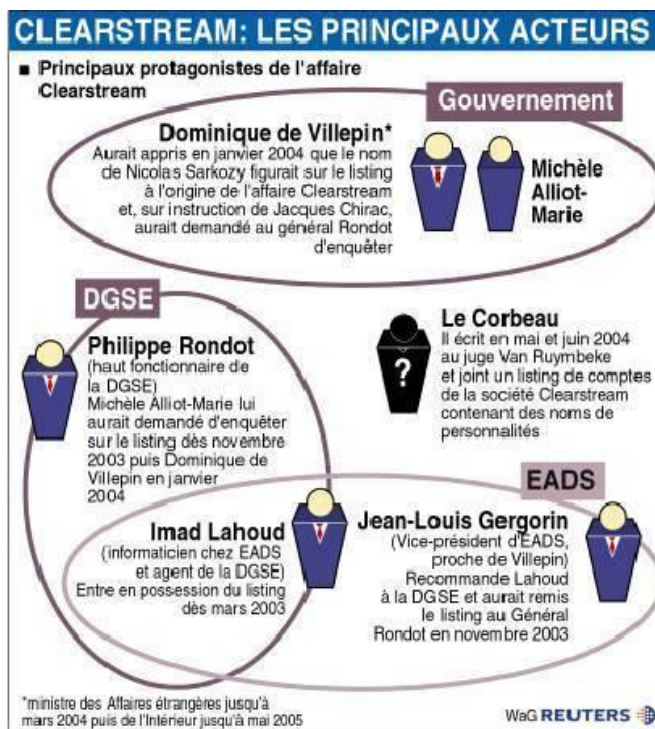 CLEARSTREAM: LES PRINCIPAUX ACTEURS
■ Principaux protagonistes de l'affaire
Clearstream
Gouvernement
Dominique de Villepin*
Aurait appris en janvier 2004 que le nom
de Nicolas Sarkozy figurait sur le listing
à l'origine de l'affaire Clearstream
et, sur instruction de Jacques Chirac,
aurait demandé au général Rondot
d'enquêter
Michèle
Alliot-
Marie
DGSE
Philippe Rondot
(haut fonctionnaire de
la DGSE)
Michèle Alliot-Marie lui
aurait demandé d'enquêter
sur le listing dès novembre
2003 puis Dominique de
Villepin en janvier
2004
Le Corbeau
Il écrit en mai et juin 2004
au juge Van Ruymbeke
et joint un listing de comptes
de la société Clearstream
contenant des noms de
personnalités
?
EADS
Imad Lahoud
(informaticien chez EADS
et agent de la DGSE)
Entre en possession du listing
dès mars 2003
Jean-Louis Gergorin
(Vice-président d'EADS,
proche de Villepin)
Recommande Lahoud
à la DGSE et aurait remis
le listing au Général
Rondot en novembre 2003
*ministre des Affaires étrangères jusqu'à
mars 2004 puis de l'Intérieur jusqu'à mai 2005
WaG REUTERS